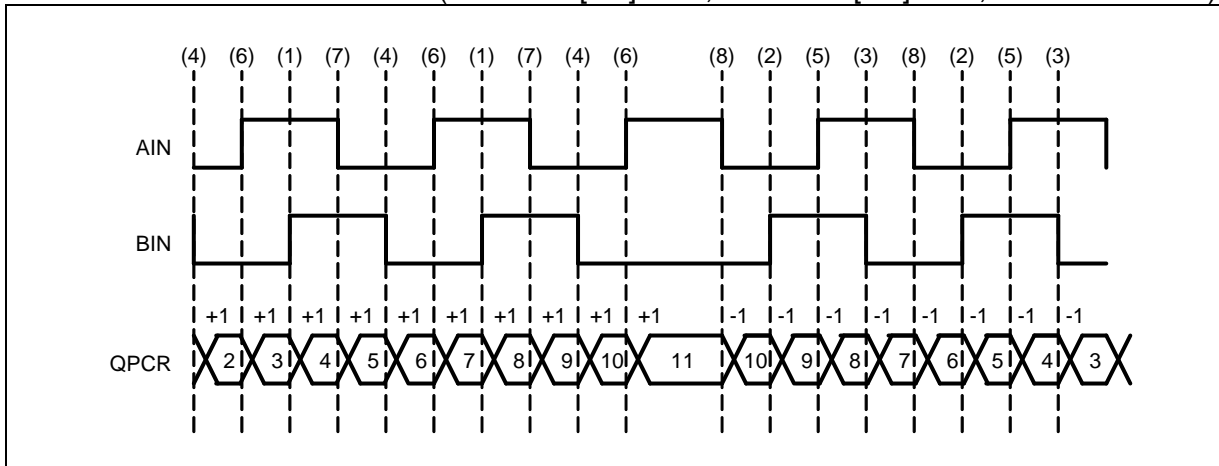 (4) (6) (1) (7) (4) (6) (1) (7) (4) (6) (8) (2) (5) (3) (8) (2) (5) (3)
AIN
BIN
+1 +1 +1 +1 +1 +1 +1 +1 +1 +1 -1 -1 -1 -1 -1 -1 -1 -1
QPCR 2 3 4 5 6 7 8 9 10 11 10 9 8 7 6 5 4 3